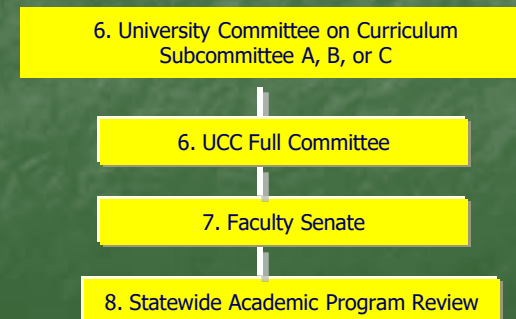 6. University Committee on Curriculum
Subcommittee A, B, or C
6. UCC Full Committee
7. Faculty Senate
8. Statewide Academic Program Review